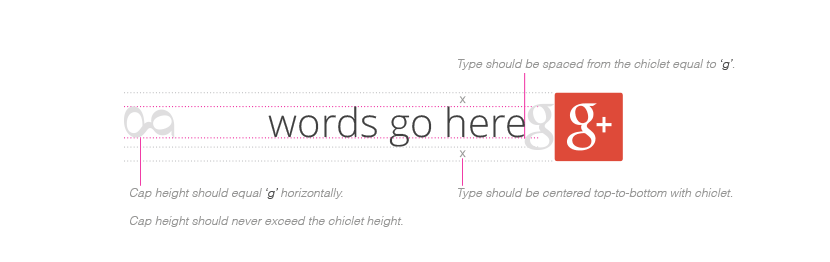 Type should be spaced from the chiclet equal to ‘g’.
x
g words go here g g+
x
Cap height should equal ‘g’ horizontally.
Type should be centered top-to-bottom with chiclet.
Cap height should never exceed the chiclet height.